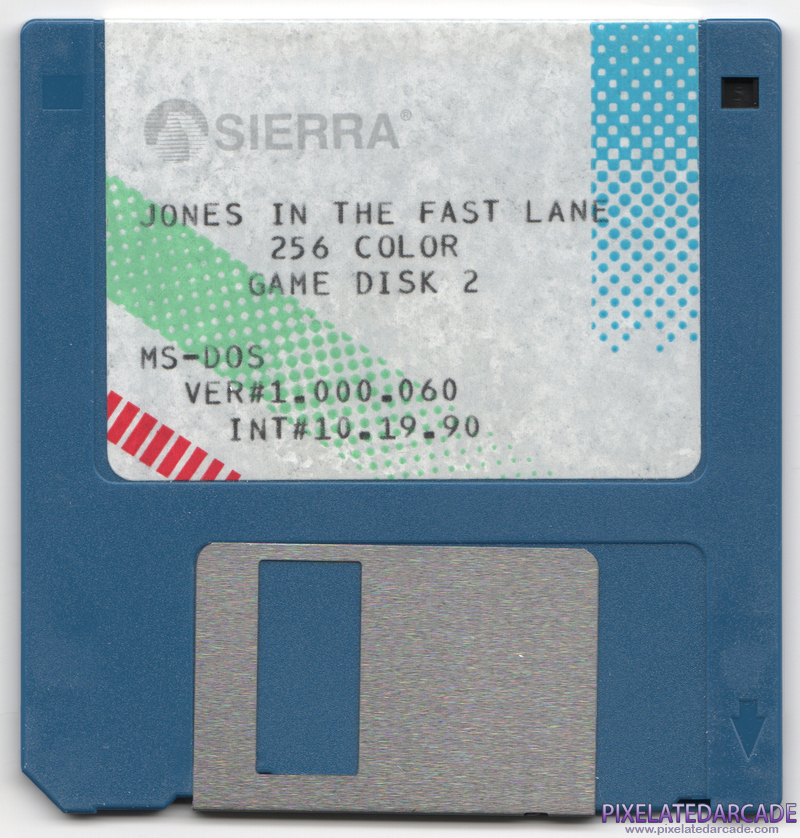 SIERRA®
JONES IN THE FAST LANE
256 COLOR
GAME DISK 2
MS-DOS
VER#1.000.060
INT#10.19.90
PIXELATEDARCADE
www.pixelatedarcade.com